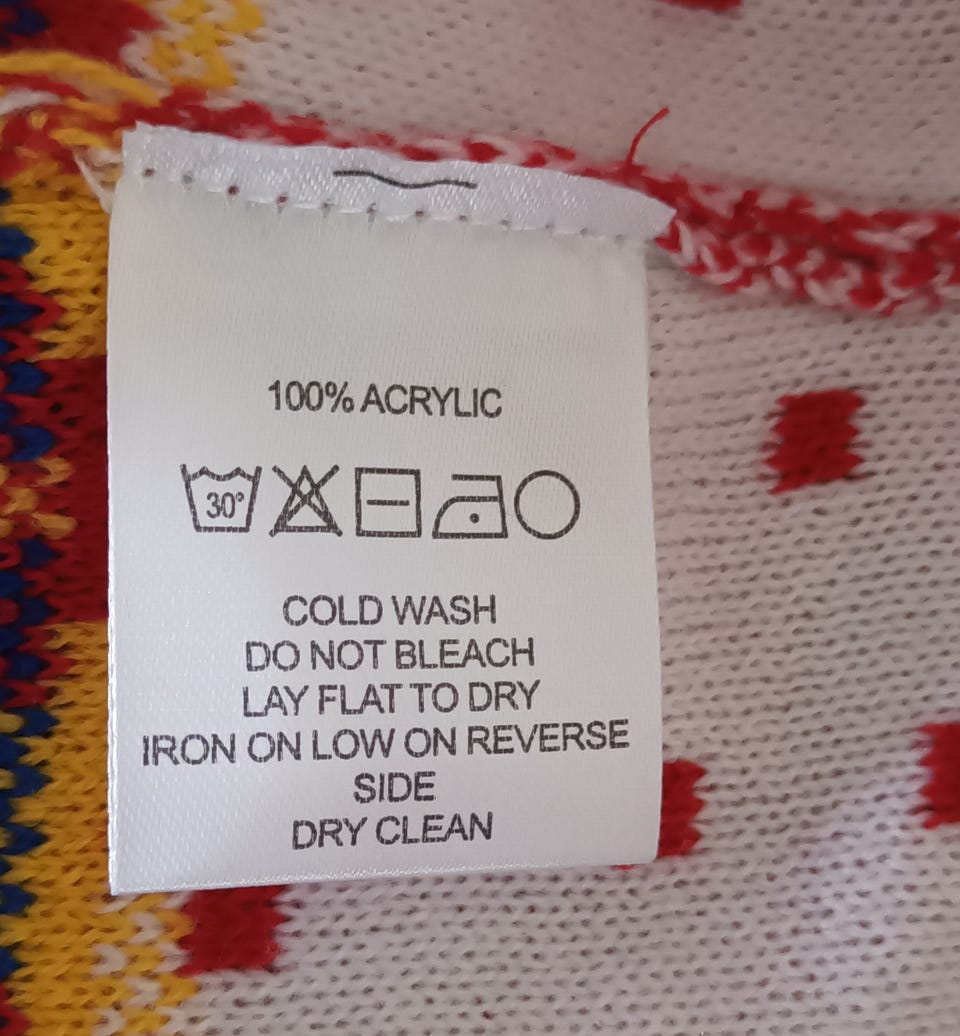 100% ACRYLIC
30°
COLD WASH
DO NOT BLEACH
LAY FLAT TO DRY
IRON ON LOW ON REVERSE
SIDE
DRY CLEAN